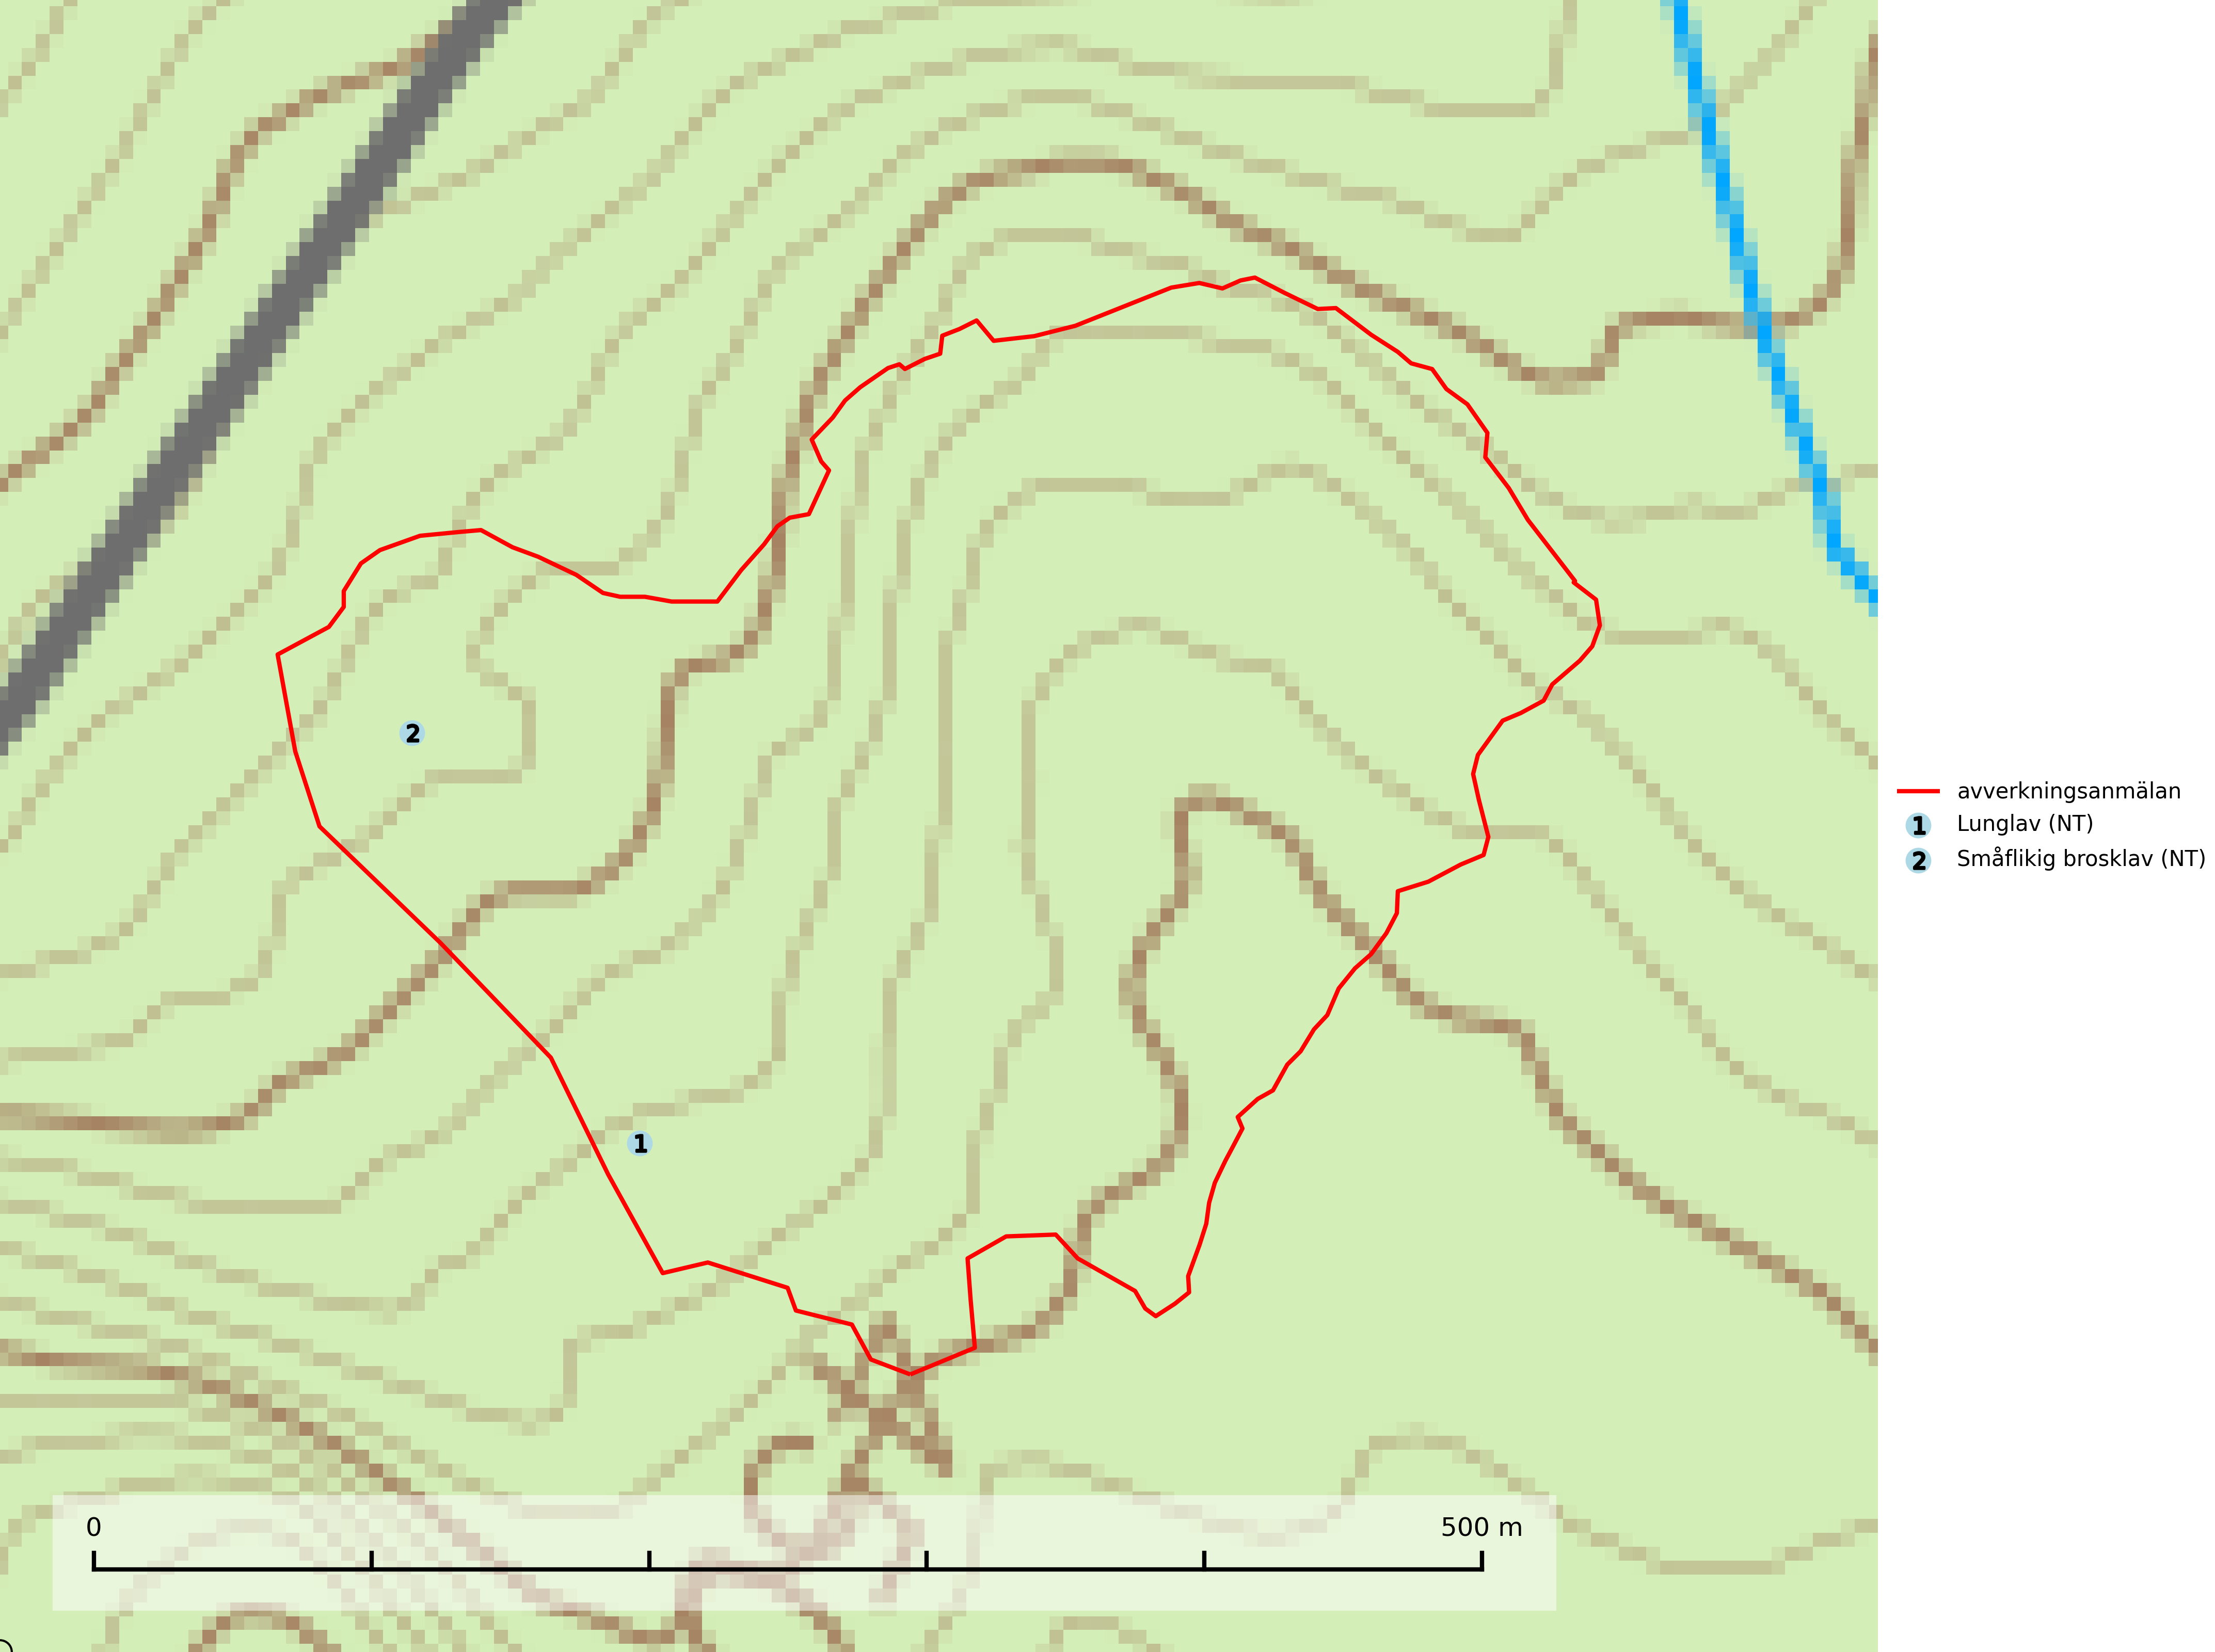 2
1
avverkningsanmälan
1 Lunglav (NT)
2 Småflikig brosklav (NT)
0 500 m